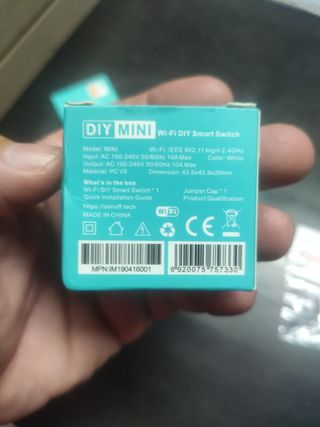 DIY MINI Wi-Fi DIY Smart Switch
Model: MINI Wi-Fi: IEEE 802.11 b/g/n 2.4GHz
Input: AC 100-240V 50/60Hz 10A Max Color: White
Output: AC 100-240V 50/60Hz 10A Max
Material: PC V0 Dimension: 42.6x42.6x20mm
What's in the box
Wi-Fi DIY Smart Switch * 1 Jumper Cap * 1
Quick Installation Guide Product Qualification
https://sonoff.tech
MADE IN CHINA Wi Fi CE
MPN:IM190416001 6 920075 757330